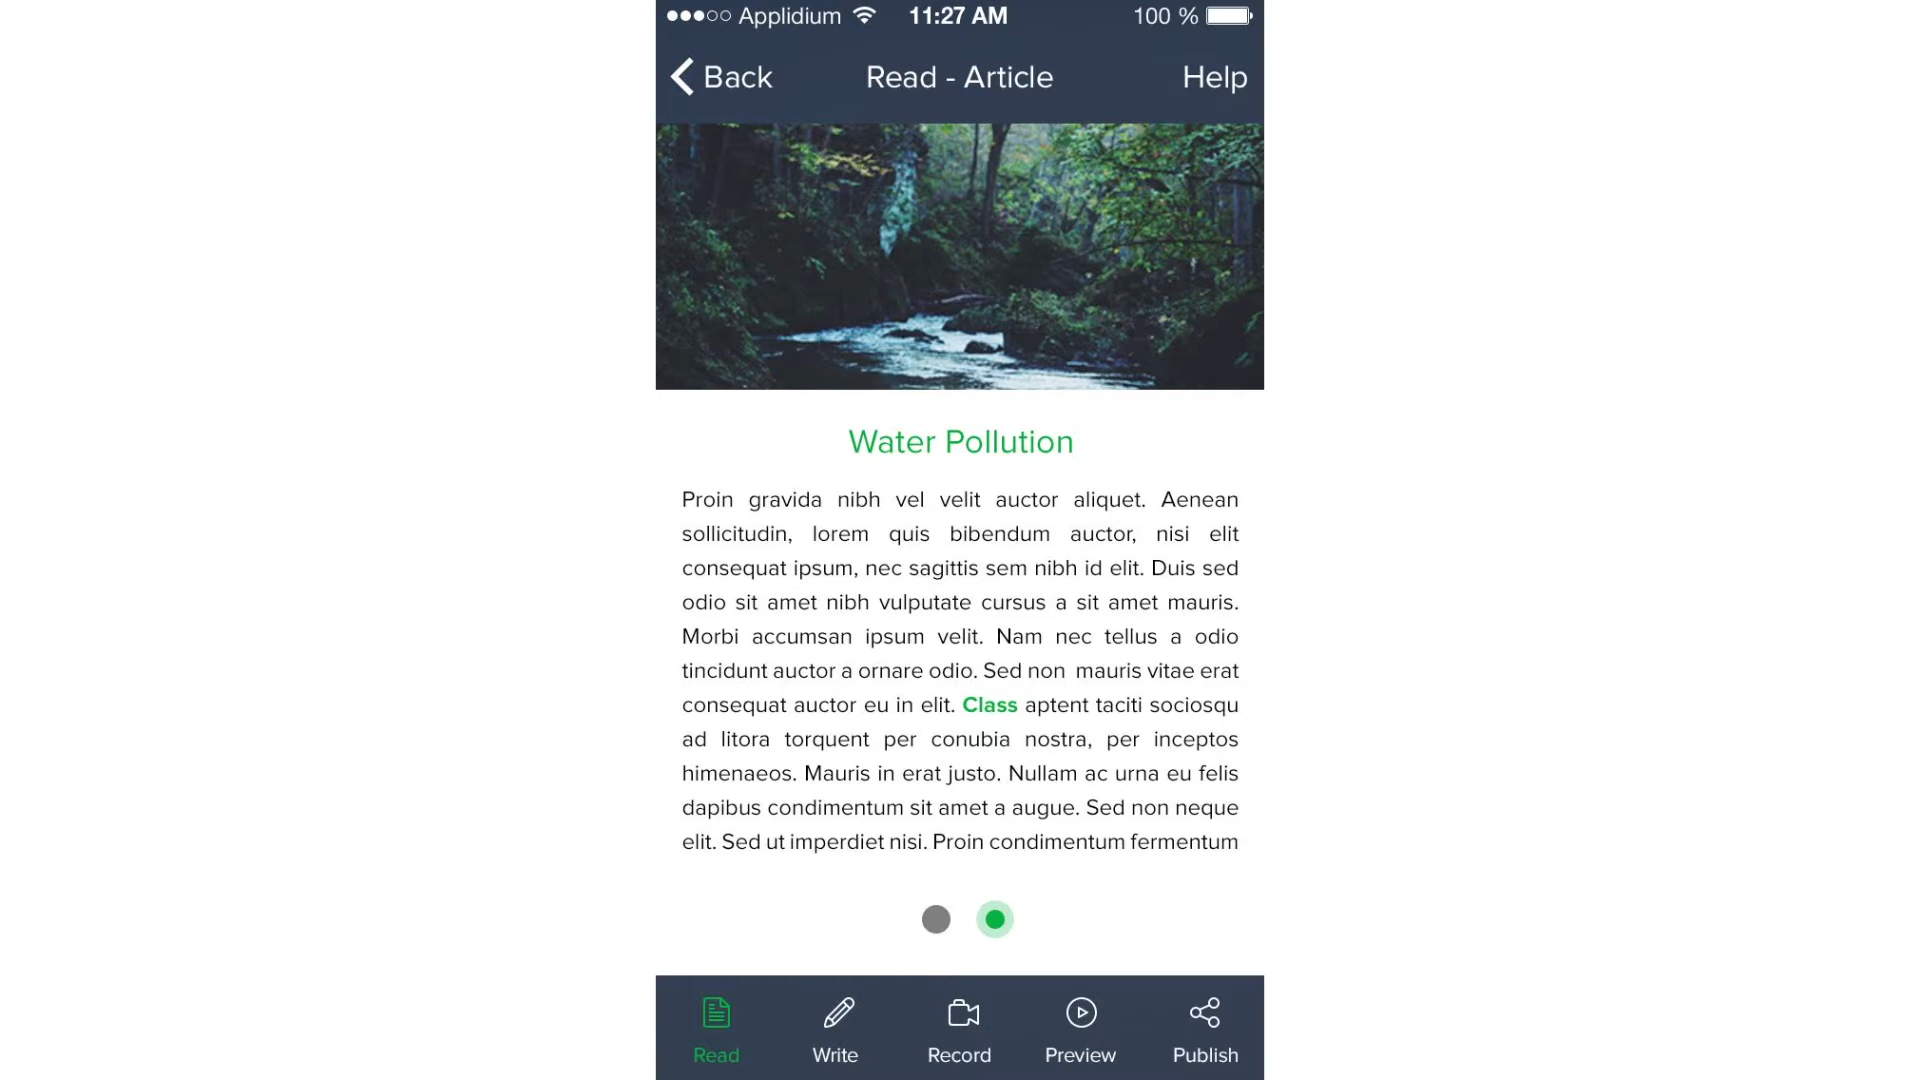 Applidium 11:27 AM 100 %
Back Read - Article Help
Water Pollution
Proin gravida nibh vel velit auctor aliquet. Aenean
sollicitudin, lorem quis bibendum auctor, nisi elit
consequat ipsum, nec sagittis sem nibh id elit. Duis sed
odio sit amet nibh vulputate cursus a sit amet mauris.
Morbi accumsan ipsum velit. Nam nec tellus a odio
tincidunt auctor a ornare odio. Sed non mauris vitae erat
consequat auctor eu in elit. Class aptent taciti sociosqu
ad litora torquent per conubia nostra, per inceptos
himenaeos. Mauris in erat justo. Nullam ac urna eu felis
dapibus condimentum sit amet a augue. Sed non neque
elit. Sed ut imperdiet nisi. Proin condimentum fermentum
Read Write Record Preview Publish